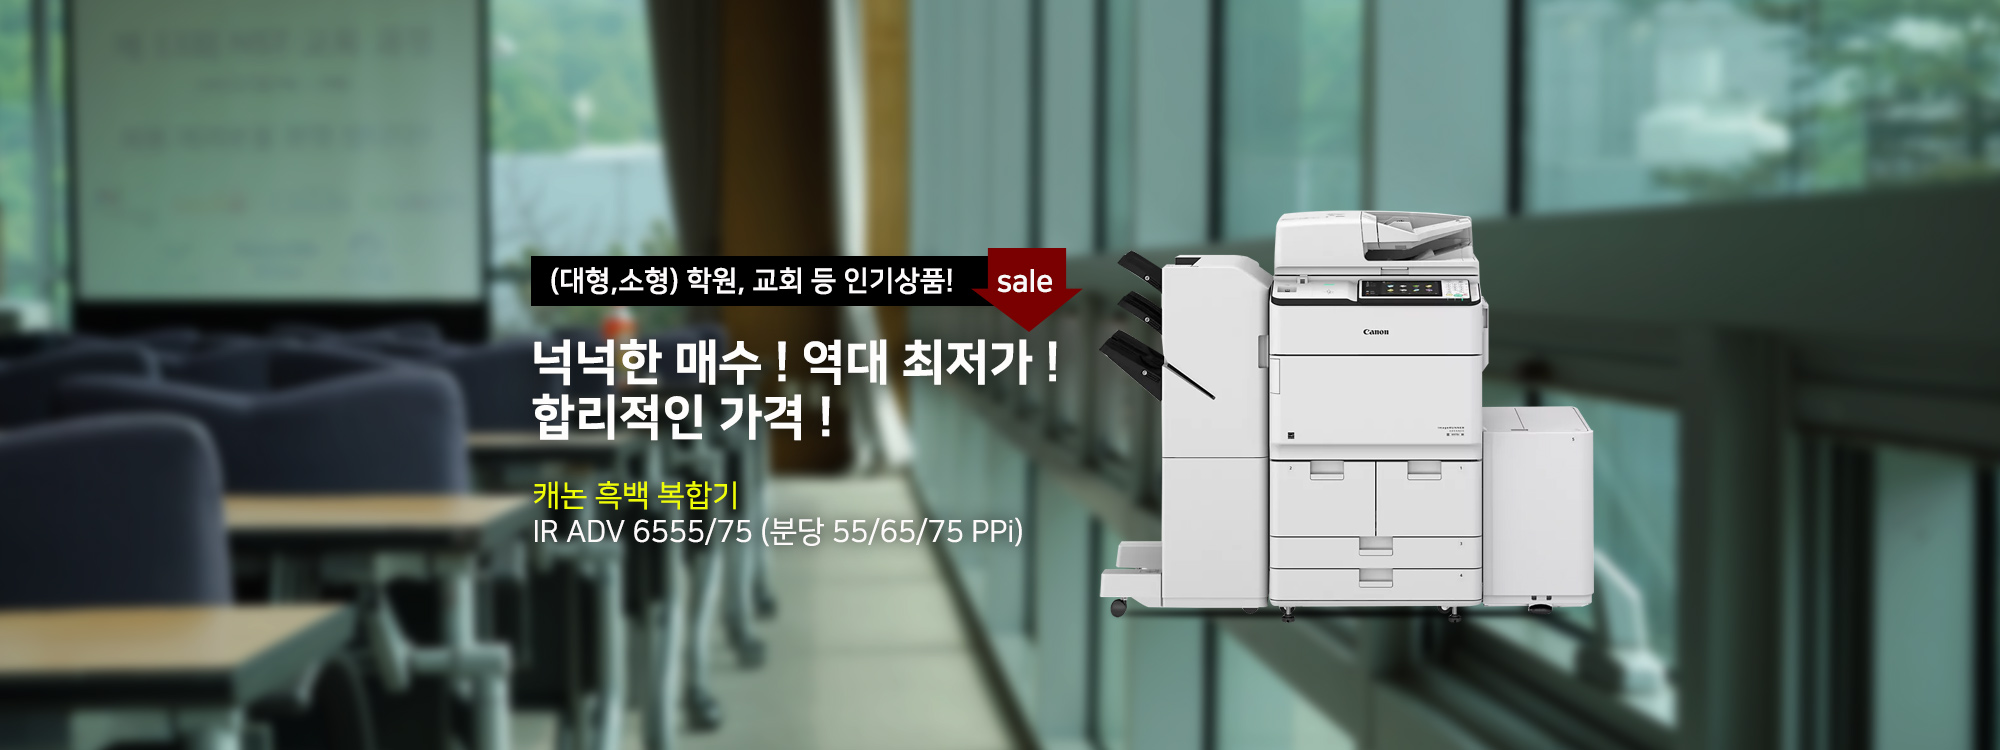 (대형,소형) 학원, 교회 등 인기상품!
sale
넉넉한 매수 ! 역대 최저가 !
합리적인 가격 !
캐논 흑백 복합기
IR ADV 6555/75 (분당 55/65/75 PPi)
Canon